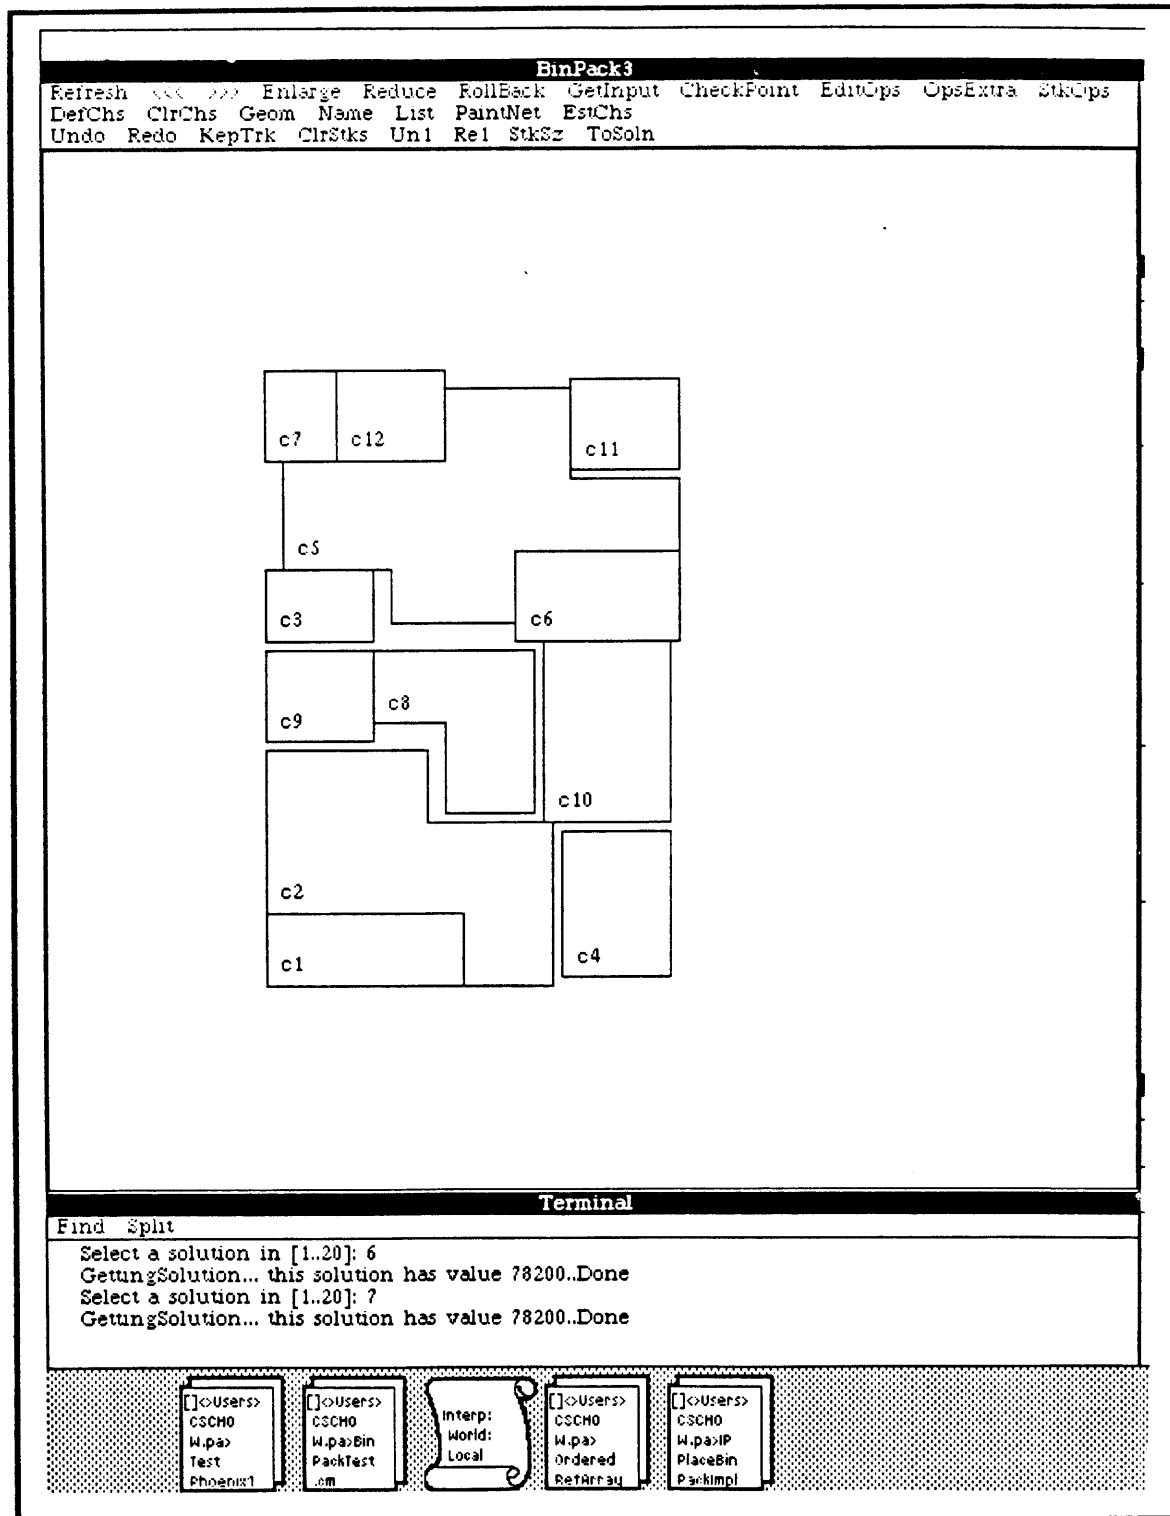 BinPack3
Refresh <<< >>> Enlarge Reduce RollBack GetInput CheckPoint EditOps OpsExtra StkOps
DefChs ClrChs Geom Name List PaintNet EstChs
Undo Redo KepTrk ClrStks Un1 Re1 StkSz ToSoln
c7 c12
c11
c5
c3
c6
c8
c9
c10
c2
c1
c4
Terminal
Find Split
Select a solution in [1..20]: 6
GettingSolution... this solution has value 78200..Done
Select a solution in [1..20]: 7
GettingSolution... this solution has value 78200..Done
[]<>Users>
CSCHO
W.pa>
Test
Phoenix1
[]<>Users>
CSCHO
W.pa>Bin
PackTest
.cm
Interp:
World:
Local
[]<>Users>
CSCHO
W.pa>
Ordered
RefArray
[]<>Users>
CSCHO
W.pa>IP
PlaceBin
PackImpl